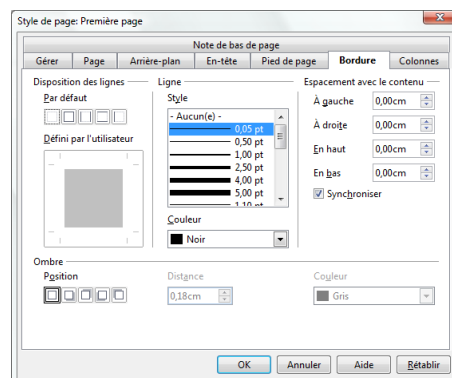 Style de page: Première page
Note de bas de page
Gérer Page Arrière-plan En-tête Pied de page Bordure Colonnes
Disposition des lignes Ligne Espacement avec le contenu
Par défaut Style À gauche 0,00cm
- Aucun(e) -
0,05 pt À droite 0,00cm
Défini par l'utilisateur 0,50 pt
1,00 pt En haut 0,00cm
2,50 pt
4,00 pt En bas 0,00cm
5,00 pt Synchroniser
1,10 pt
Couleur
Noir
Ombre
Position Distance Couleur
0,18cm Gris
OK Annuler Aide Rétablir